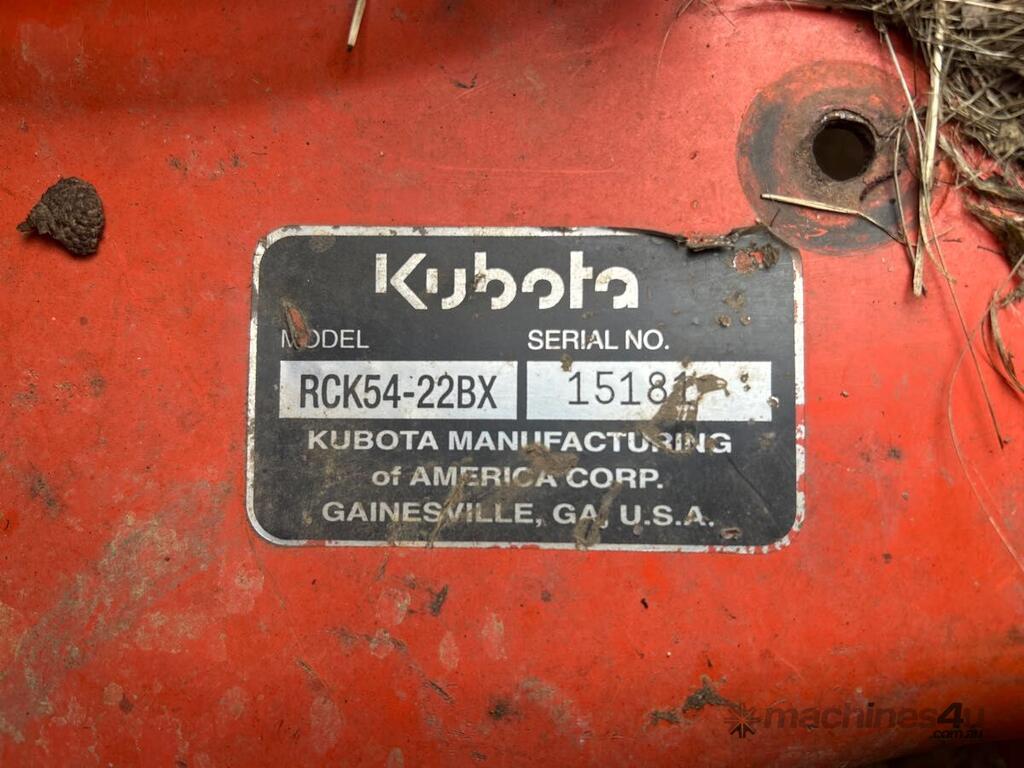 Kubota
MODEL SERIAL NO.
RCK54-22BX
KUBOTA MANUFACTURING
of AMERICA CORP.
GAINESVILLE, GA, U.S.A.
machines4u
.com.au